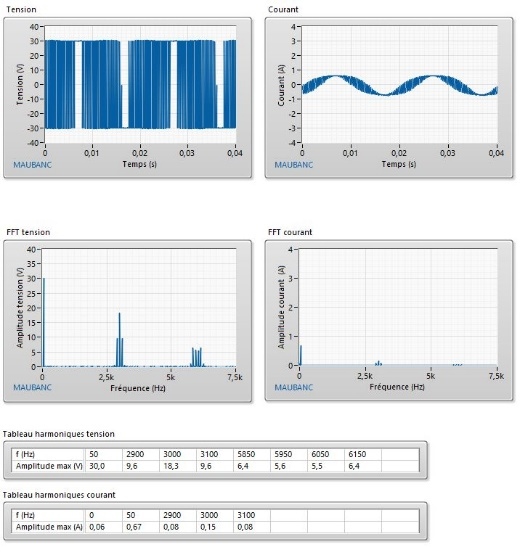 Tension
Courant
Tension (V)
40
30
20
10
0
-10
-20
-30
-40
0
0,01
0,02
0,03
0,04
Temps (s)
MAUBANC
Courant (A)
4
3
2
1
0
-1
-2
-3
-4
0
0,01
0,02
0,03
0,04
Temps (s)
MAUBANC
FFT tension
FFT courant
Amplitude tension (V)
40
35
30
25
20
15
10
5
0
0
2,5k
5k
7,5k
Fréquence (Hz)
MAUBANC
Amplitude courant (A)
4
3
2
1
0
0
2,5k
5k
7,5k
Fréquence (Hz)
MAUBANC
Tableau harmoniques tension
f (Hz) 50 2900 3000 3100 5850 5950 6050 6150
Amplitude max (V) 30,0 9,6 18,3 9,6 6,4 5,6 5,5 6,4
Tableau harmoniques courant
f (Hz) 0 50 2900 3000 3100
Amplitude max (A) 0,06 0,67 0,08 0,15 0,08